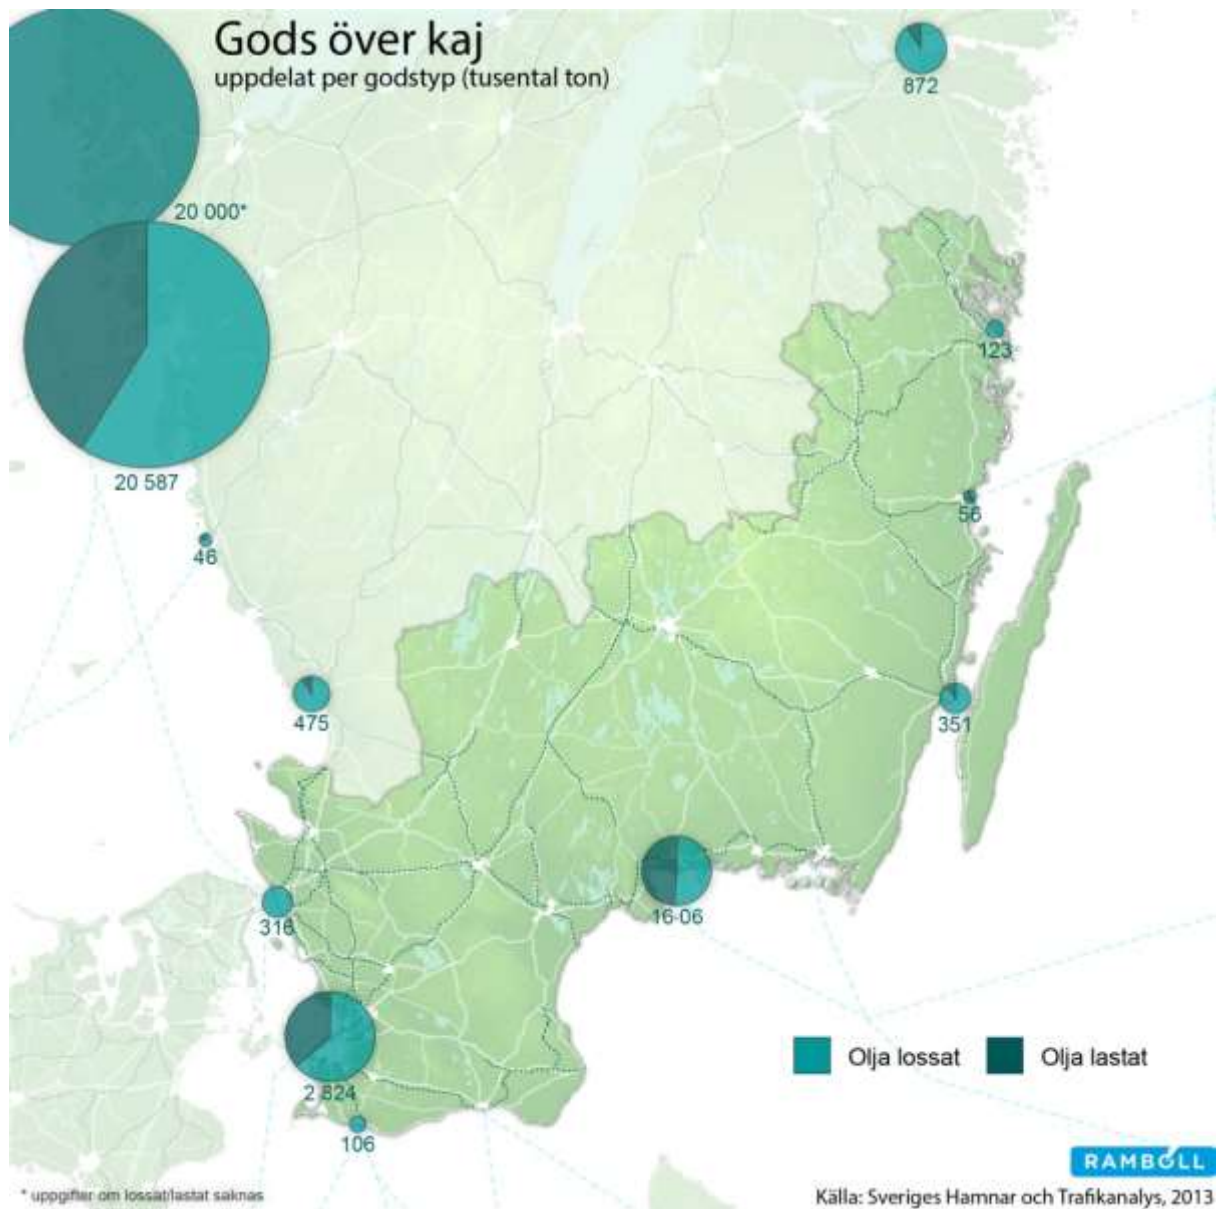 Gods över kaj
uppdelat per godstyp (tusental ton)
872
20 000*
123
20 587
56
46
475
351
316
16-06
2 824
106
Olja lossat
Olja lastat
RAMBOLL
* uppgifter om lossat/lastat saknas
Källa: Sveriges Hamnar och Trafikanalys, 2013